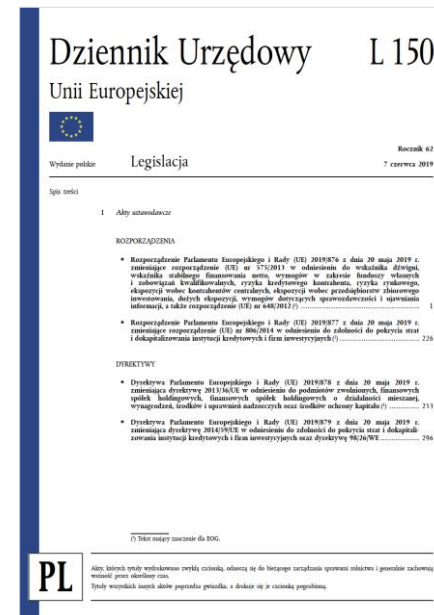 Dziennik Urzędowy L 150
Unii Europejskiej
Rocznik 62
Wydanie polskie Legislacja 7 czerwca 2019
Spis treści
I Akty ustawodawcze
ROZPORZĄDZENIA
★ Rozporządzenie Parlamentu Europejskiego i Rady (UE) 2019/876 z dnia 20 maja 2019 r.
zmieniające rozporządzenie (UE) nr 575/2013 w odniesieniu do wskaźnika dźwigni,
wskaźnika stabilnego finansowania netto, wymogów w zakresie funduszy własnych
i zobowiązań kwalifikowalnych, ryzyka kredytowego kontrahenta, ryzyka rynkowego,
ekspozycji wobec kontrahentów centralnych, ekspozycji wobec przedsiębiorstw zbiorowego
inwestowania, dużych ekspozycji, wymogów dotyczących sprawozdawczości i ujawniania
informacji, a także rozporządzenie (UE) nr 648/2012 (¹) ... 1
★ Rozporządzenie Parlamentu Europejskiego i Rady (UE) 2019/877 z dnia 20 maja 2019 r.
zmieniające rozporządzenie (UE) nr 806/2014 w odniesieniu do zdolności do pokrycia strat
i dokapitalizowania instytucji kredytowych i firm inwestycyjnych (¹) ... 226
DYREKTYWY
★ Dyrektywa Parlamentu Europejskiego i Rady (UE) 2019/878 z dnia 20 maja 2019 r.
zmieniająca dyrektywę 2013/36/UE w odniesieniu do podmiotów zwolnionych, finansowych
spółek holdingowych, finansowych spółek holdingowych o działalności mieszanej,
wynagrodzeń, środków i uprawnień nadzorczych oraz środków ochrony kapitału (¹) ... 253
★ Dyrektywa Parlamentu Europejskiego i Rady (UE) 2019/879 z dnia 20 maja 2019 r.
zmieniająca dyrektywę 2014/59/UE w odniesieniu do zdolności do pokrycia strat i dokapitali-
zowania instytucji kredytowych i firm inwestycyjnych oraz dyrektywę 98/26/WE ... 296
(¹) Tekst mający znaczenie dla EOG.
PL
Akty, których tytuły wydrukowano zwykłą czcionką, odnoszą się do bieżącego zarządzania sprawami rolnictwa i generalnie zachowują
ważność przez określony czas.
Tytuły wszystkich innych aktów poprzedza gwiazdka, a drukuje się je czcionką pogrubioną.